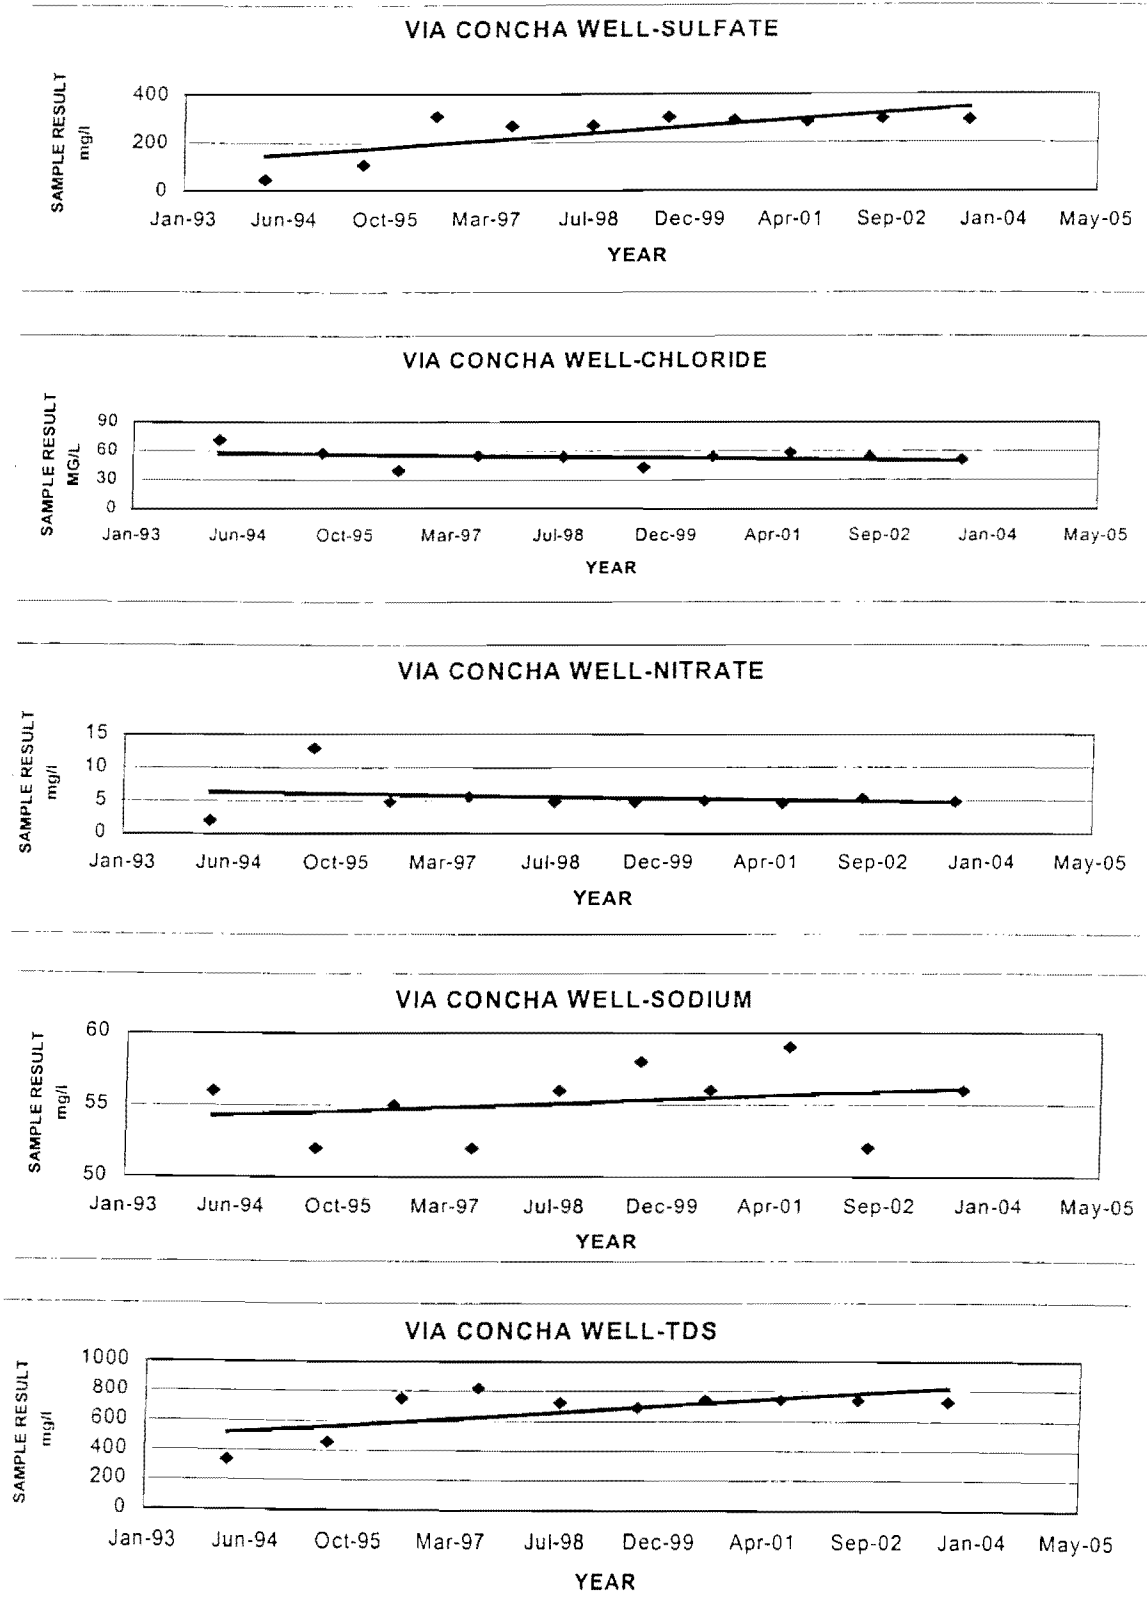 VIA CONCHA WELL-SULFATE
SAMPLE RESULT
mg/l
400
200
0
Jan-93 Jun-94 Oct-95 Mar-97 Jul-98 Dec-99 Apr-01 Sep-02 Jan-04 May-05
YEAR
VIA CONCHA WELL-CHLORIDE
SAMPLE RESULT
MG/L
90
60
30
0
Jan-93 Jun-94 Oct-95 Mar-97 Jul-98 Dec-99 Apr-01 Sep-02 Jan-04 May-05
YEAR
VIA CONCHA WELL-NITRATE
SAMPLE RESULT
mg/l
15
10
5
0
Jan-93 Jun-94 Oct-95 Mar-97 Jul-98 Dec-99 Apr-01 Sep-02 Jan-04 May-05
YEAR
VIA CONCHA WELL-SODIUM
SAMPLE RESULT
mg/l
60
55
50
Jan-93 Jun-94 Oct-95 Mar-97 Jul-98 Dec-99 Apr-01 Sep-02 Jan-04 May-05
YEAR
VIA CONCHA WELL-TDS
SAMPLE RESULT
mg/l
1000
800
600
400
200
0
Jan-93 Jun-94 Oct-95 Mar-97 Jul-98 Dec-99 Apr-01 Sep-02 Jan-04 May-05
YEAR